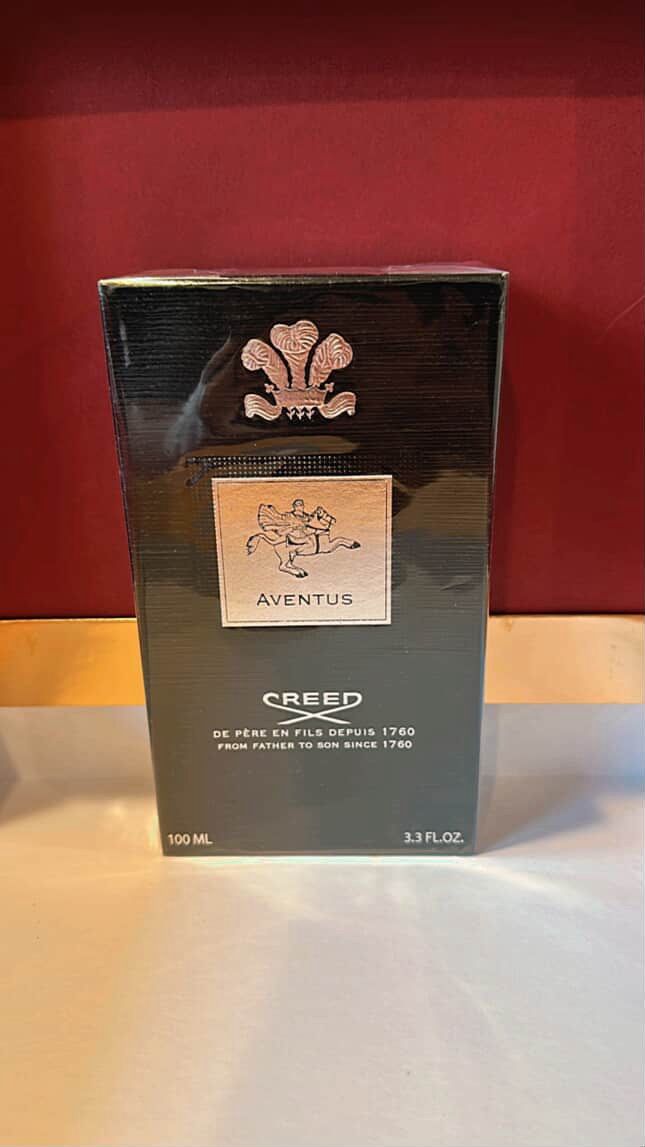 AVENTUS
CREED
DE PÈRE EN FILS DEPUIS 1760
FROM FATHER TO SON SINCE 1760
100 ML 3.3 FL.OZ.